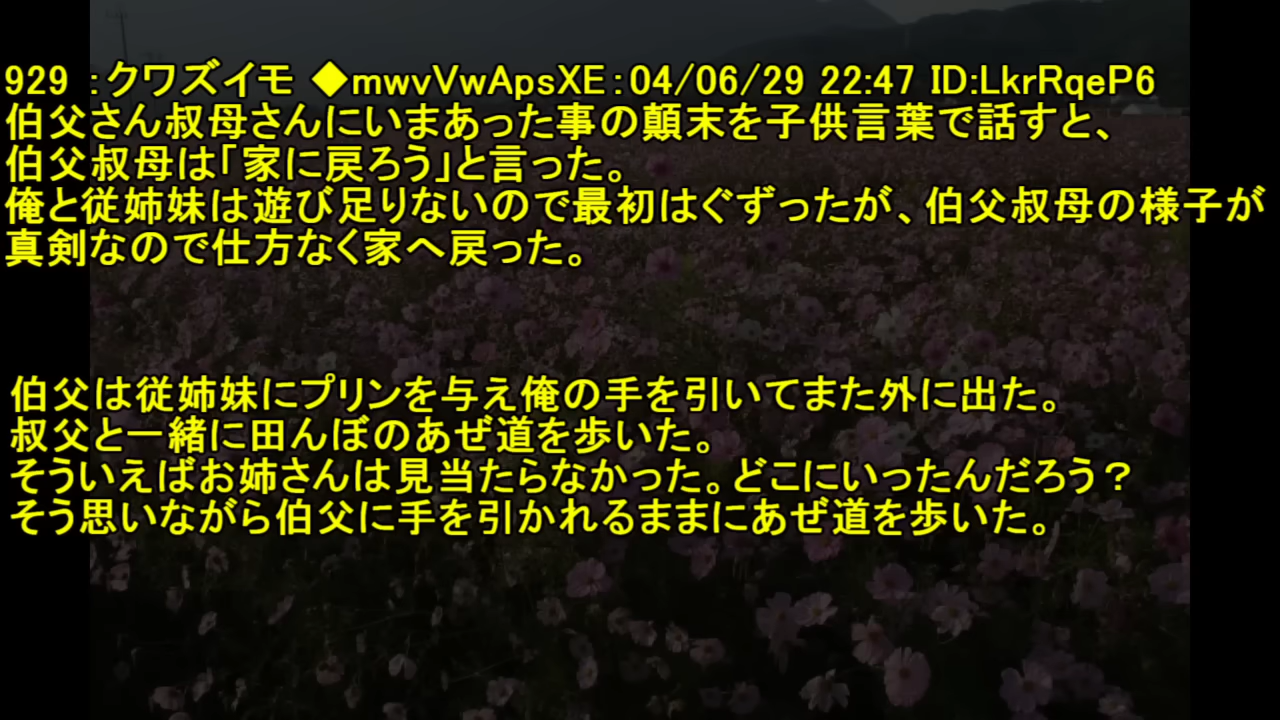 929 :クワズイモ ◆mwvVwApsXE:04/06/29 22:47 ID:LkrRqeP6
伯父さん叔母さんにいまあった事の顛末を子供言葉で話すと、
伯父叔母は「家に戻ろう」と言った。
俺と従姉妹は遊び足りないので最初はぐずったが、伯父叔母の様子が
真剣なので仕方なく家へ戻った。
伯父は従姉妹にプリンを与え俺の手を引いてまた外に出た。
叔父と一緒に田んぼのあぜ道を歩いた。
そういえばお姉さんは見当たらなかった。どこにいったんだろう?
そう思いながら伯父に手を引かれるままにあぜ道を歩いた。